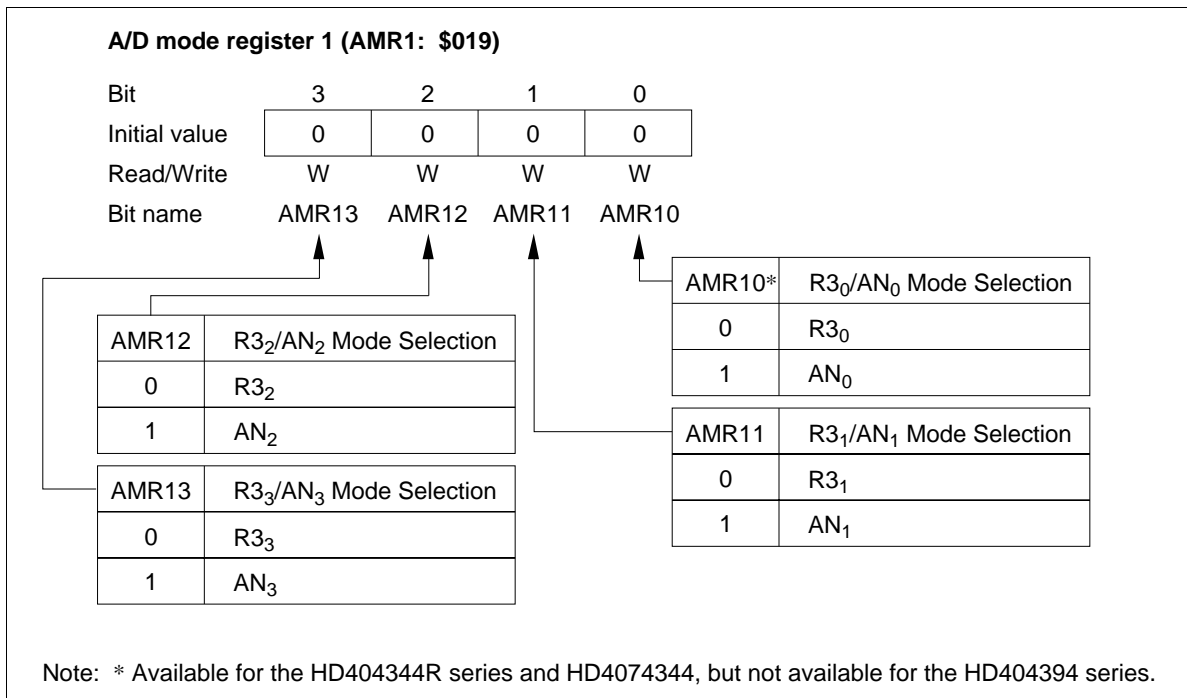 A/D mode register 1 (AMR1: $019)
Bit 3 2 1 0
Initial value 0 0 0 0
Read/Write W W W W
Bit name AMR13 AMR12 AMR11 AMR10
AMR10* R3₀/AN₀ Mode Selection
0 R3₀
1 AN₀
AMR12 R3₂/AN₂ Mode Selection
0 R3₂
1 AN₂
AMR11 R3₁/AN₁ Mode Selection
0 R3₁
1 AN₁
AMR13 R3₃/AN₃ Mode Selection
0 R3₃
1 AN₃
Note: * Available for the HD404344R series and HD4074344, but not available for the HD404394 series.